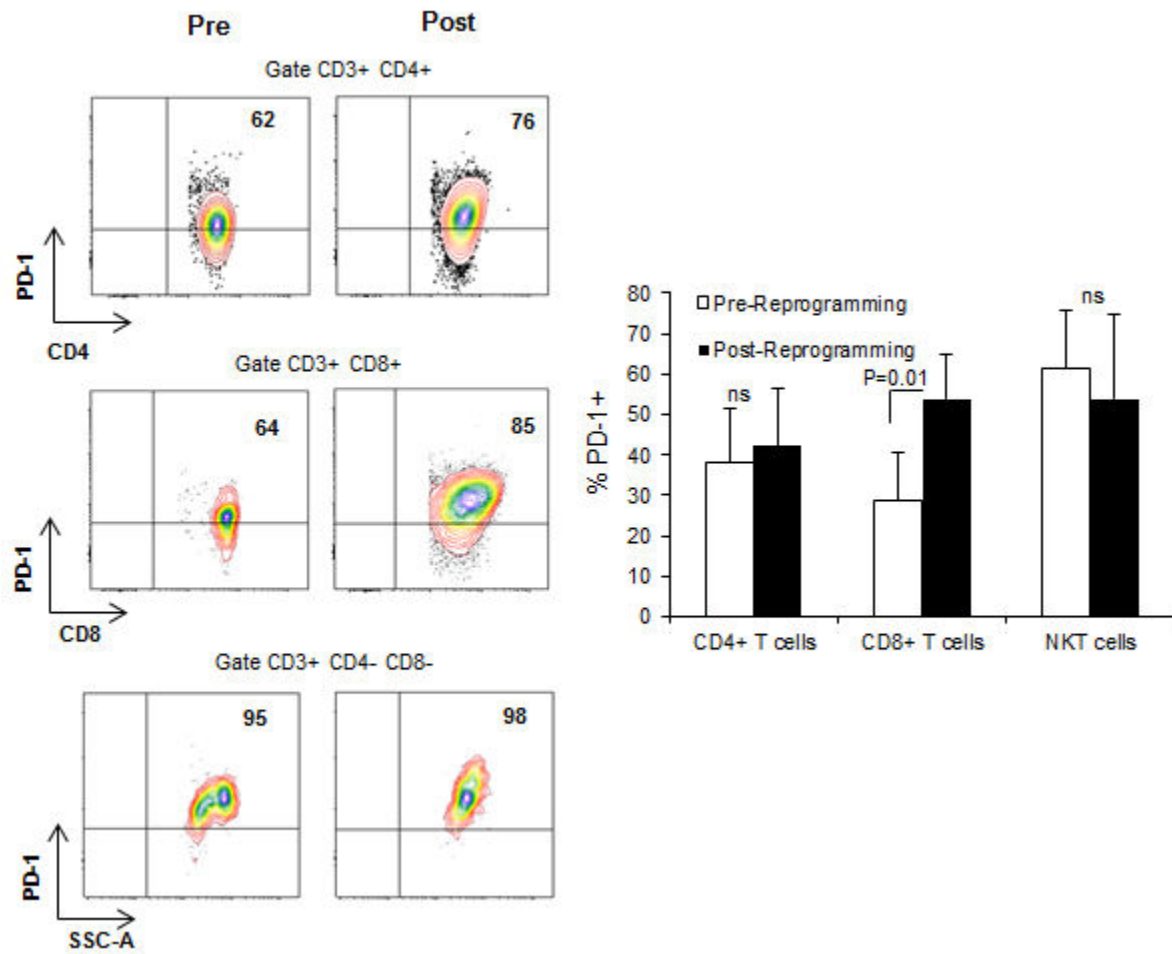 Pre Post
Gate CD3+ CD4+
62 76
PD-1
CD4
Gate CD3+ CD8+
64 85
PD-1
CD8
Gate CD3+ CD4- CD8-
95 98
PD-1
SSC-A
80
70
60
50
40
30
20
10
0
% PD-1+
Pre-Reprogramming
Post-Reprogramming
ns
P=0.01
ns
CD4+ T cells CD8+ T cells NKT cells